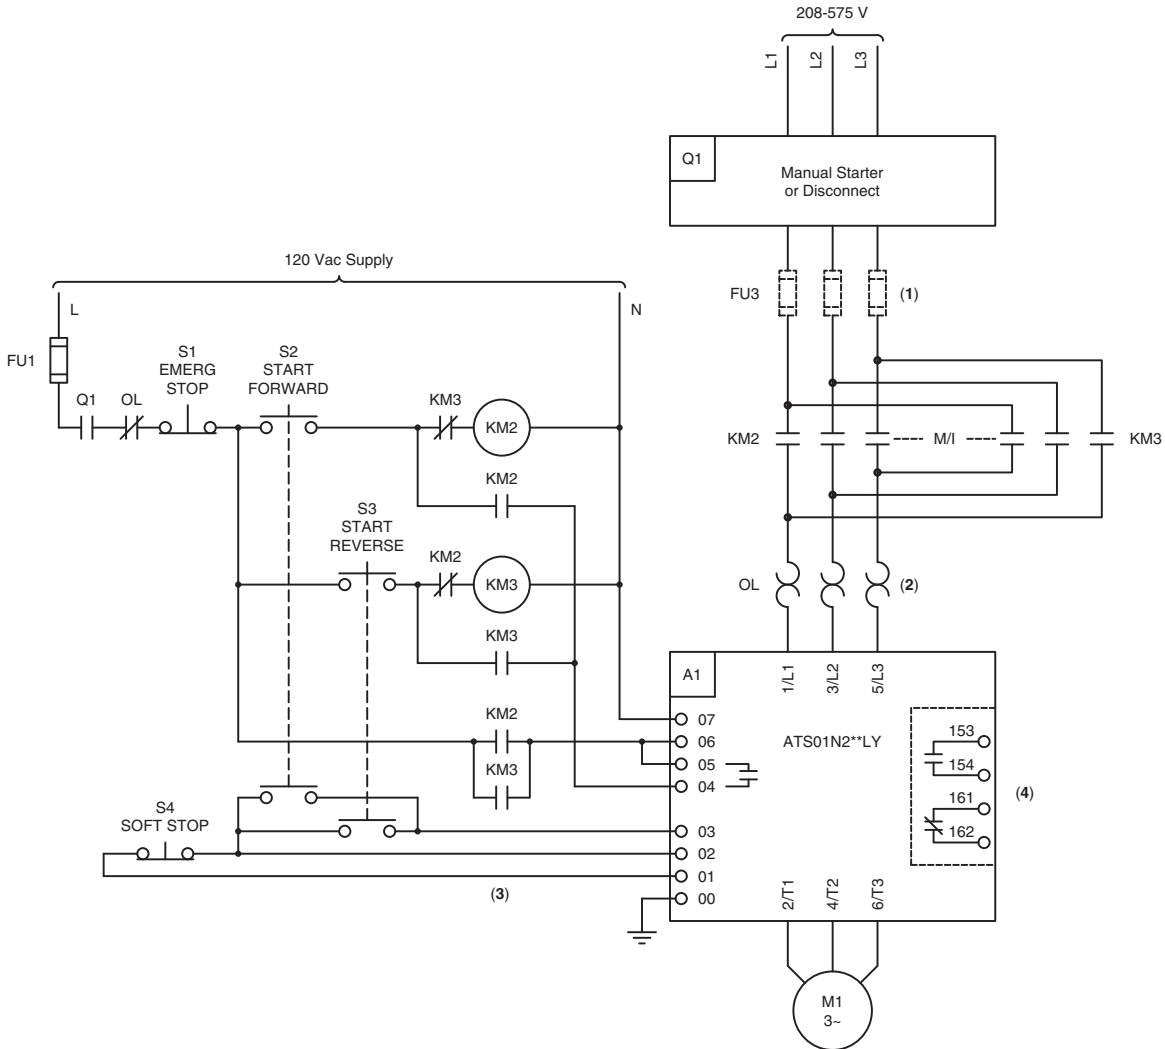 208-575 V
L1
L2
L3
Q1
Manual Starter
or Disconnect
120 Vac Supply
L
N
FU3
(1)
FU1
S1
EMERG
STOP
S2
START
FORWARD
Q1
OL
KM3
KM2
KM2
M/I
KM3
KM2
S3
START
REVERSE
KM2
KM3
OL
(2)
KM3
A1
1/L1
3/L2
5/L3
KM2
07
06
05
04
ATS01N2**LY
153
154
161
162
(4)
KM3
S4
SOFT STOP
03
02
01
00
(3)
2/T1
4/T2
6/T3
M1
3~